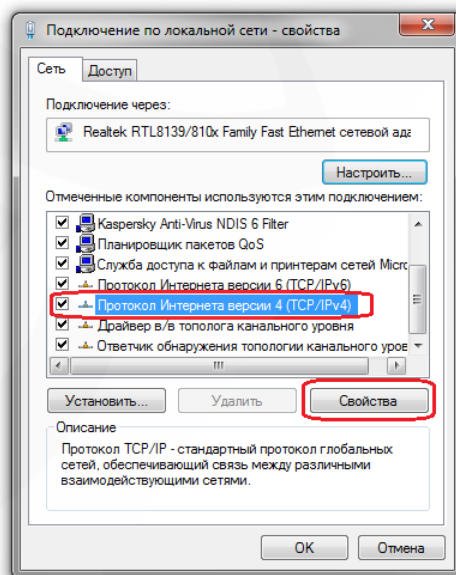 Подключение по локальной сети - свойства
Сеть
Доступ
Подключение через:
Realtek RTL8139/810x Family Fast Ethernet сетевой ада
Настроить...
Отмеченные компоненты используются этим подключением:
Kaspersky Anti-Virus NDIS 6 Filter
Планировщик пакетов QoS
Служба доступа к файлам и принтерам сетей Micro
Протокол Интернета версии 6 (TCP/IPv6)
Протокол Интернета версии 4 (TCP/IPv4)
Драйвер в/в тополога канального уровня
Ответчик обнаружения топологии канального уров
Установить...
Удалить
Свойства
Описание
Протокол TCP/IP - стандартный протокол глобальных
сетей, обеспечивающий связь между различными
взаимодействующими сетями.
OK
Отмена